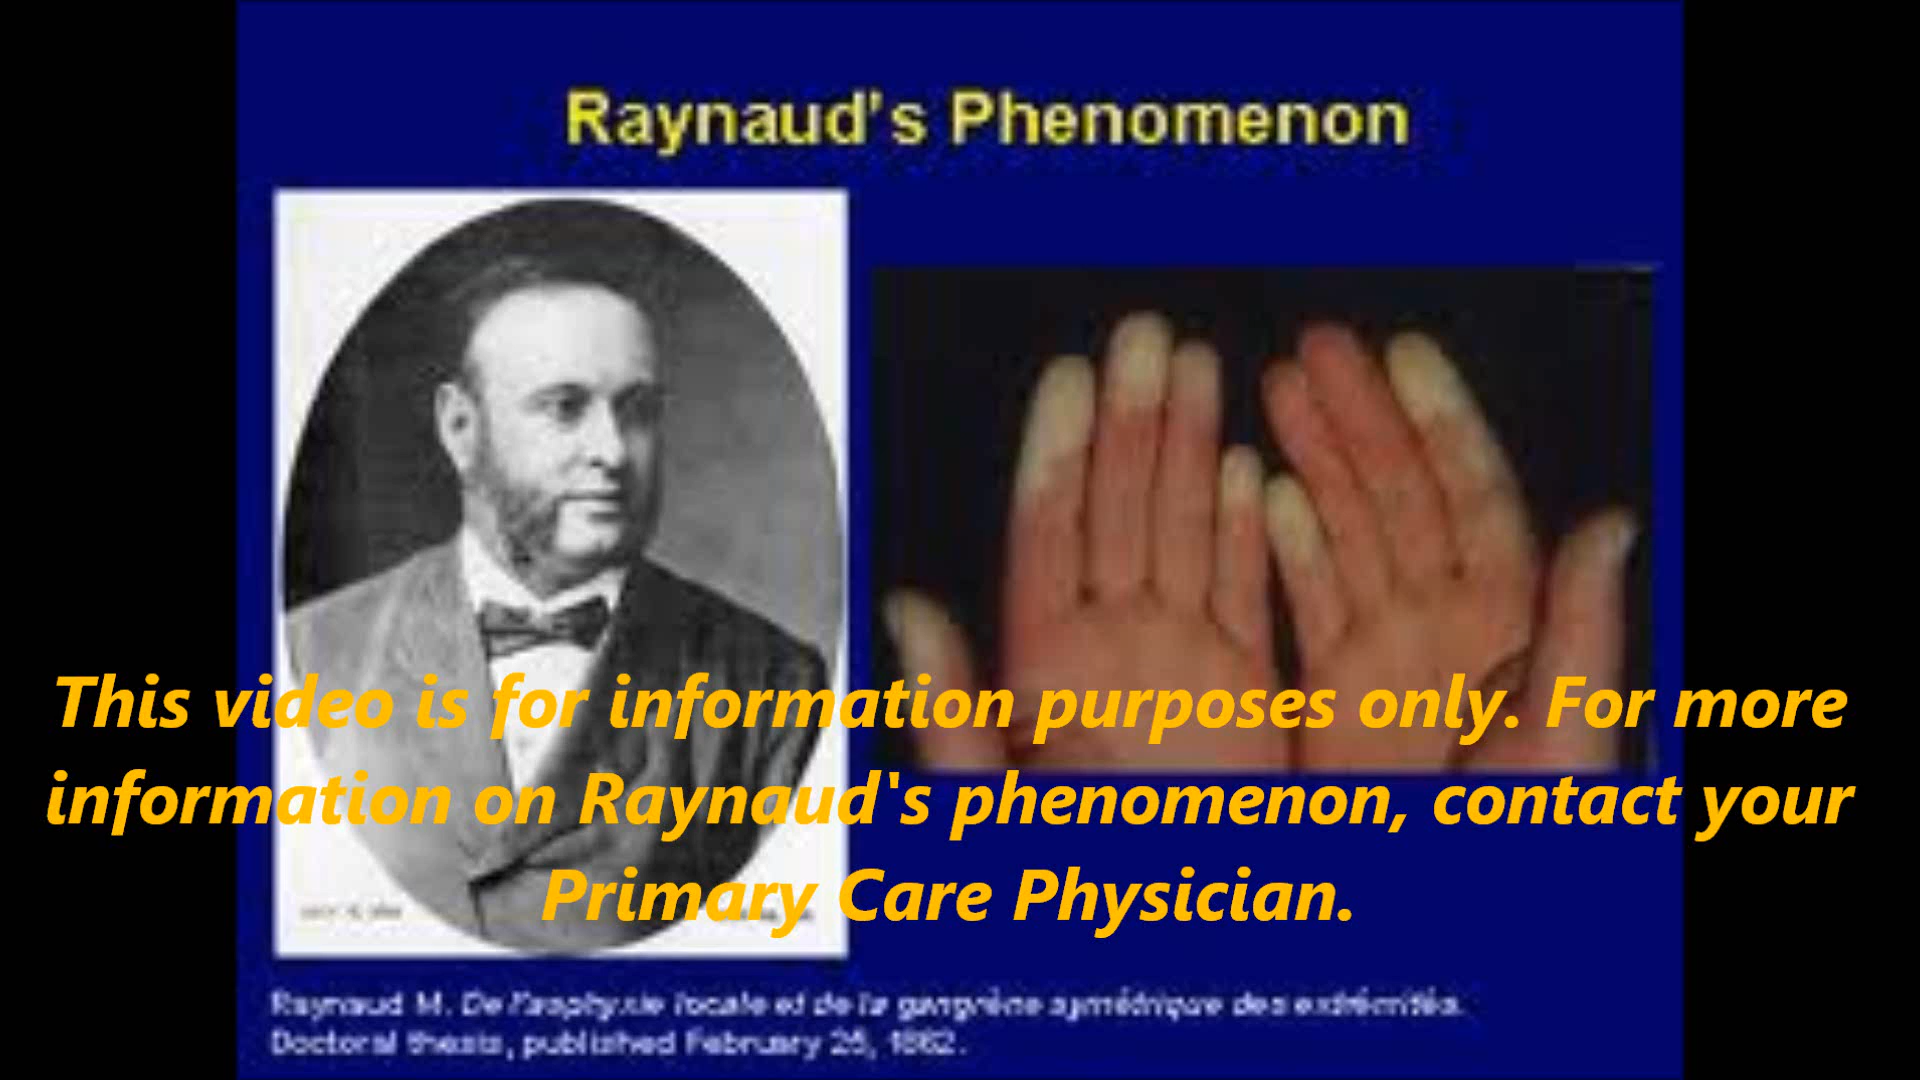 Raynaud's Phenomenon
This video is for information purposes only. For more
information on Raynaud's phenomenon, contact your
Primary Care Physician.
Raynaud M. De l'asphyxie locale et de la gangrène symétrique des extrémités.
Doctoral thesis, published February 25, 1862.